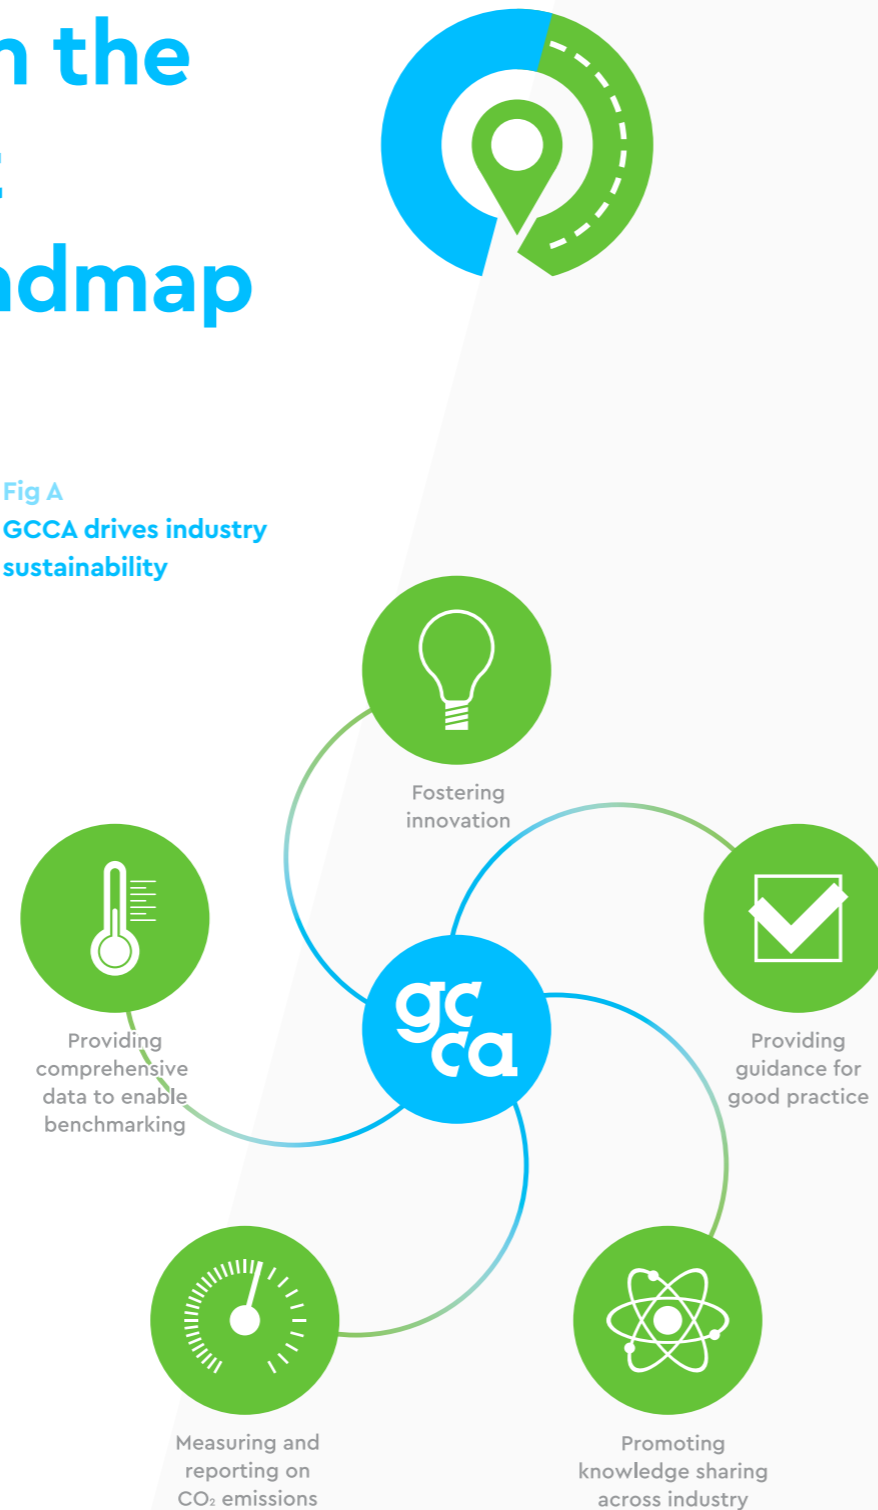 n the
admap
Fig A
GCCA drives industry
sustainability
Fostering
innovation
Providing
comprehensive
data to enable
benchmarking
gc
ca
Providing
guidance for
good practice
Measuring and
reporting on
CO₂ emissions
Promoting
knowledge sharing
across industry